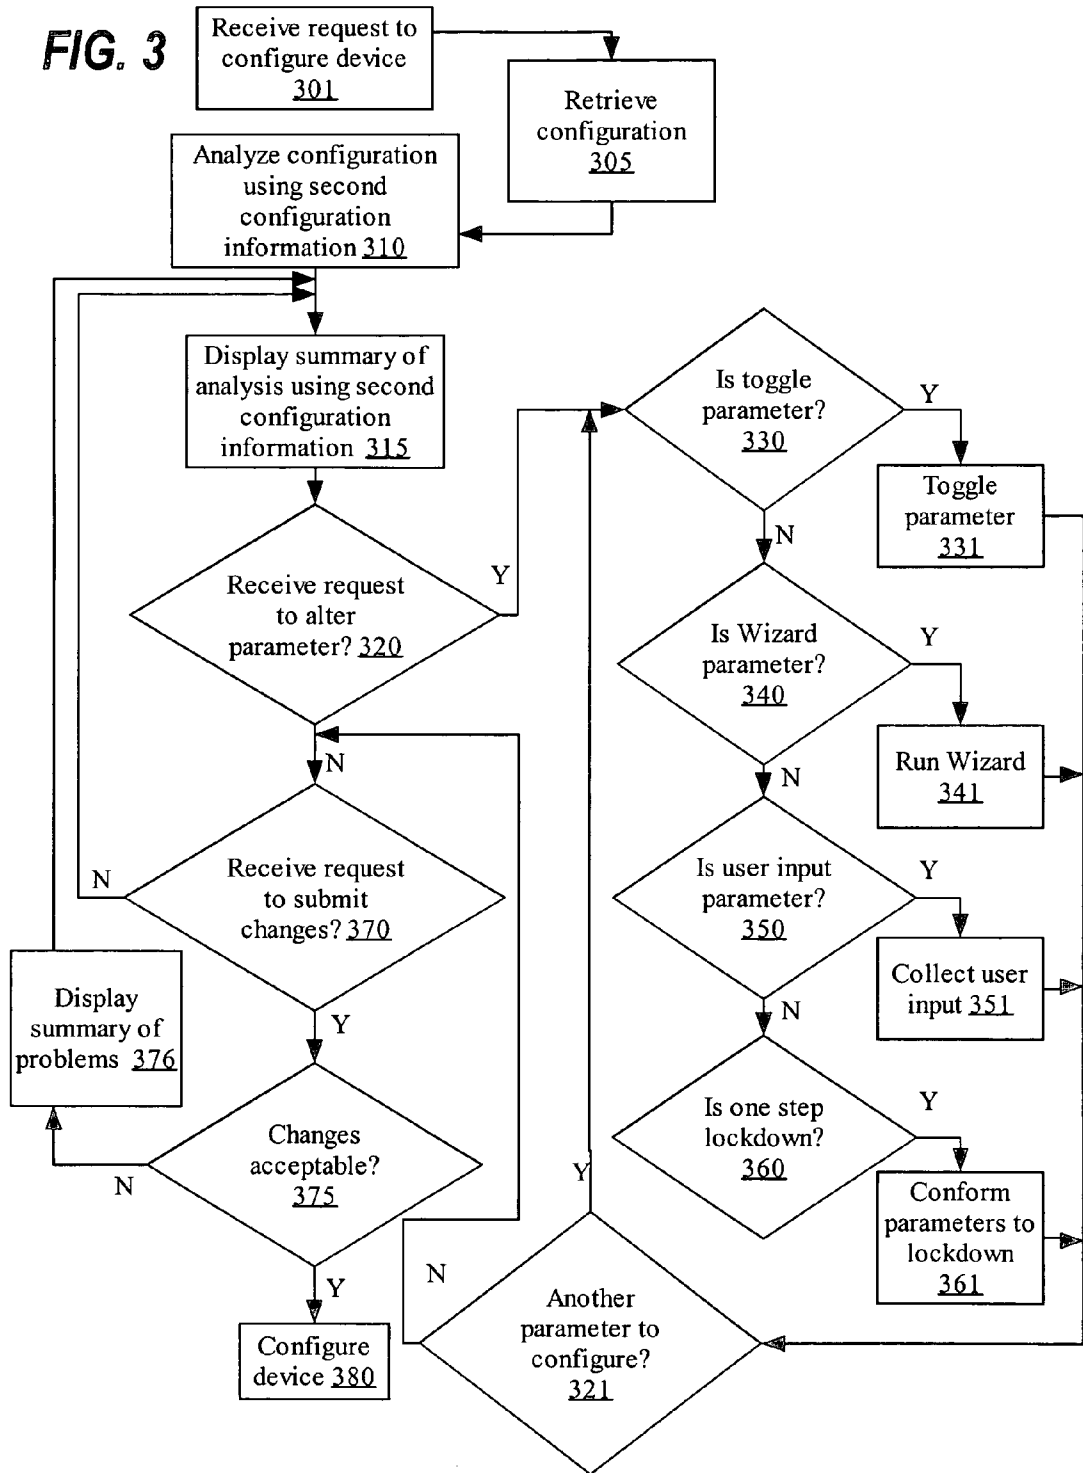 FIG. 3
Receive request to
configure device
301
Retrieve
configuration
305
Analyze configuration
using second
configuration
information 310
Display summary of
analysis using second
configuration
information 315
Receive request
to alter
parameter? 320
Y
N
Receive request
to submit
changes? 370
N
Y
Display
summary of
problems 376
Changes
acceptable?
375
N
Y
Configure
device 380
Is toggle
parameter?
330
Y
N
Toggle
parameter
331
Is Wizard
parameter?
340
Y
N
Run Wizard
341
Is user input
parameter?
350
Y
N
Collect user
input 351
Is one step
lockdown?
360
Y
Conform
parameters to
lockdown
361
Another
parameter to
configure?
321
Y
N